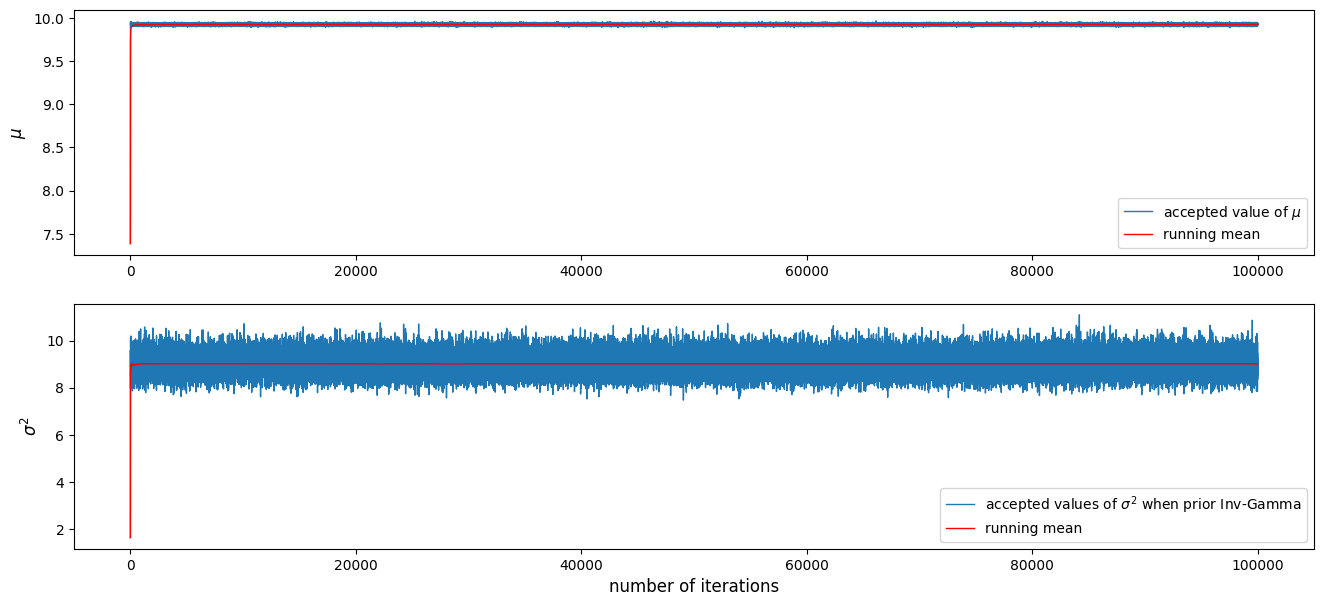 10.0
9.5
9.0
8.5
8.0
7.5
μ
accepted value of μ
running mean
0 20000 40000 60000 80000 100000
10
8
6
4
2
σ²
accepted values of σ² when prior Inv-Gamma
running mean
0 20000 40000 60000 80000 100000
number of iterations